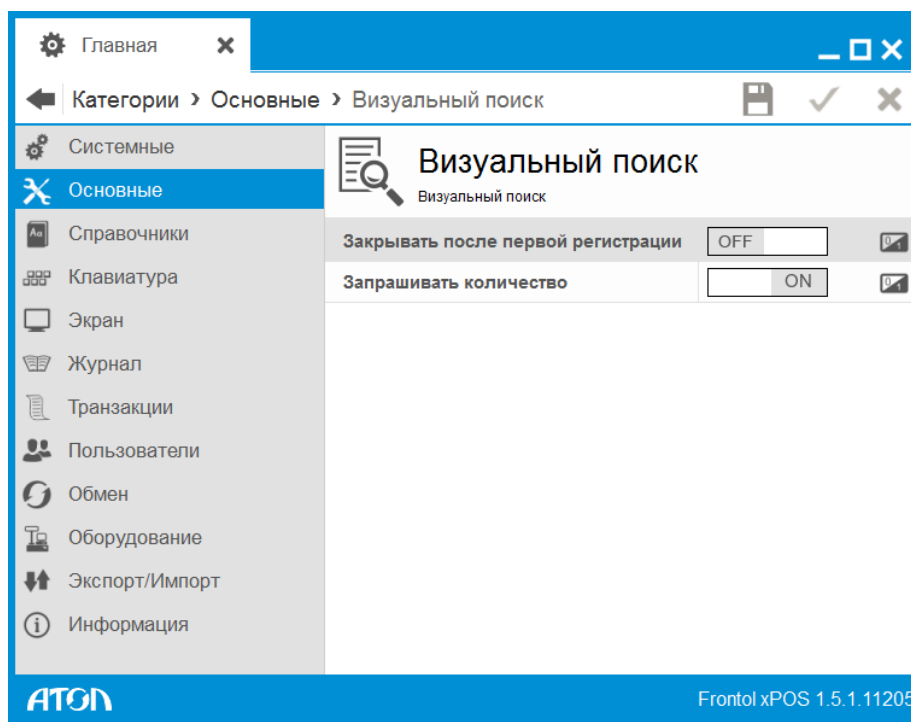 Главная
Категории › Основные › Визуальный поиск
Системные
Основные
Справочники
Клавиатура
Экран
Журнал
Транзакции
Пользователи
Обмен
Оборудование
Экспорт/Импорт
Информация
Визуальный поиск
Визуальный поиск
Закрывать после первой регистрации OFF
Запрашивать количество ON
ATOL Frontol xPOS 1.5.1.11205